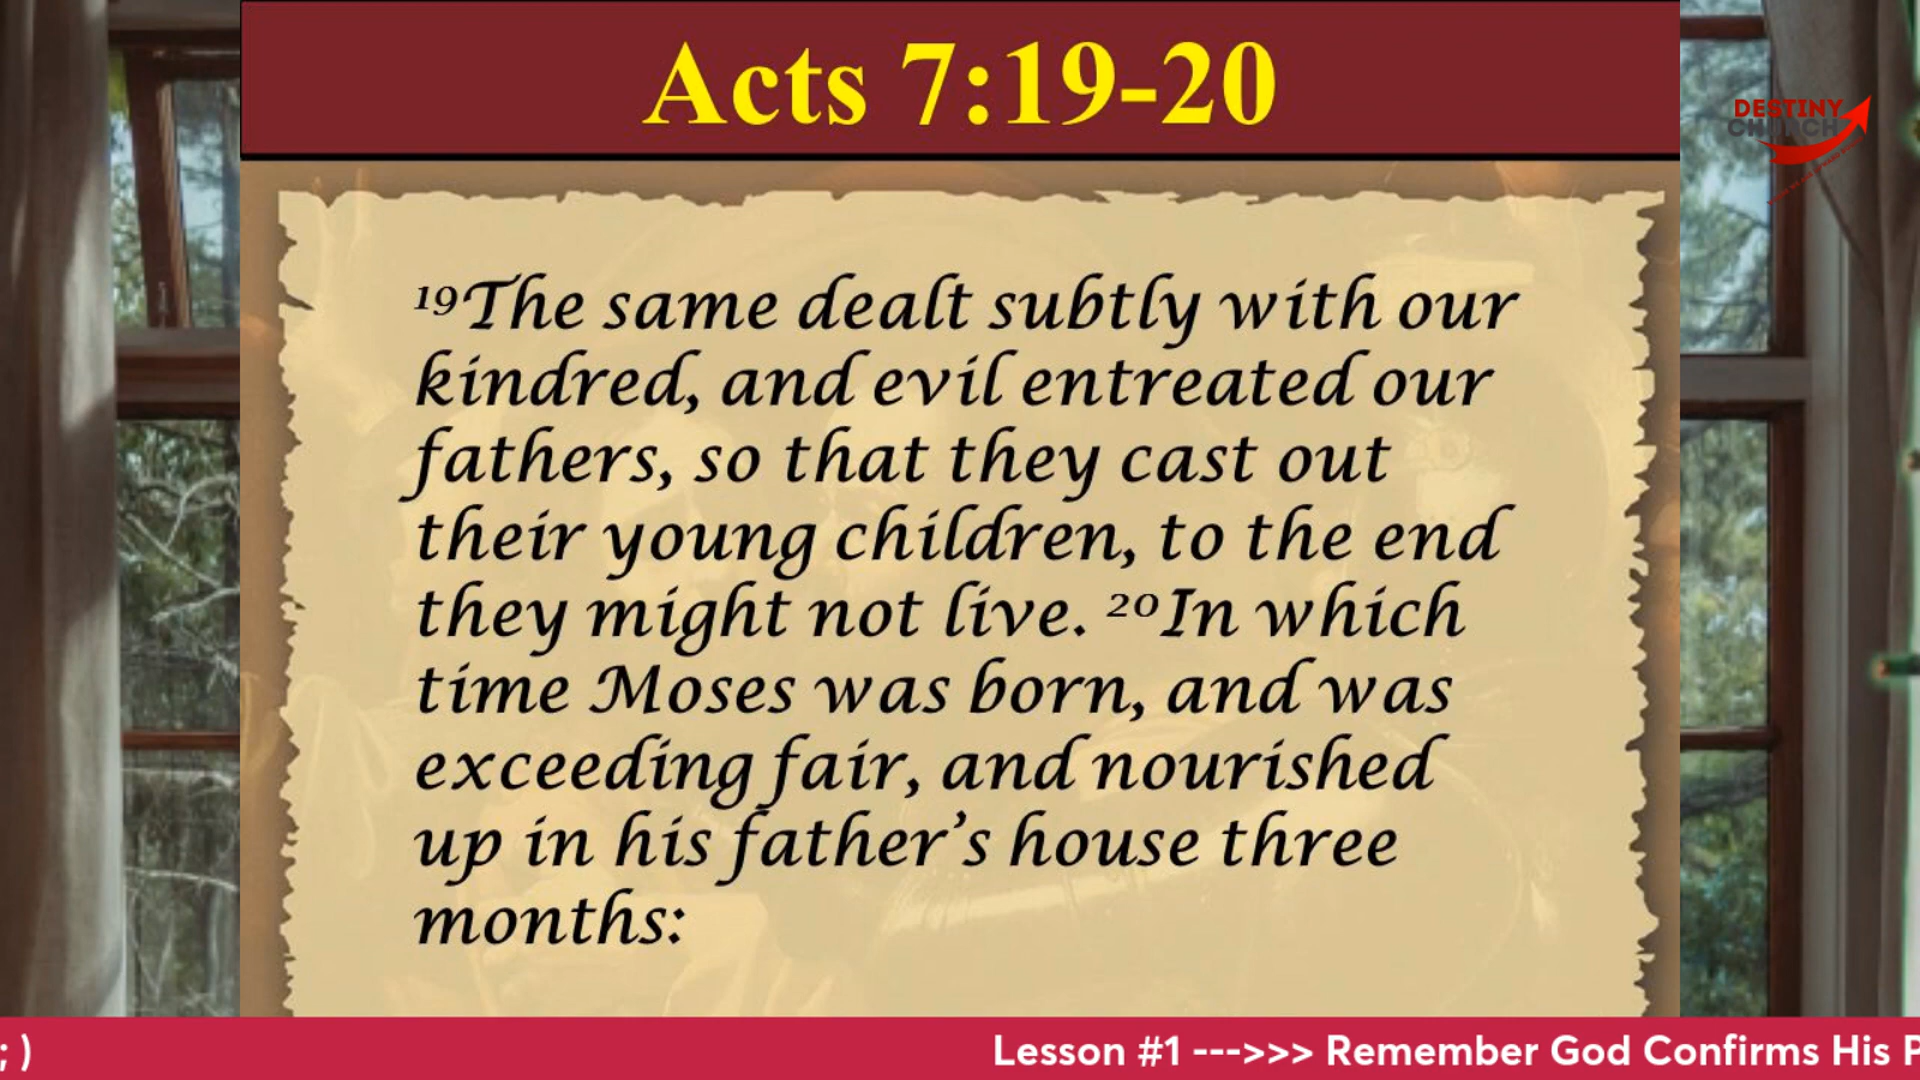 Acts 7:19-20
DESTINY
CHURCH
19The same dealt subtly with our
kindred, and evil entreated our
fathers, so that they cast out
their young children, to the end
they might not live. 20In which
time Moses was born, and was
exceeding fair, and nourished
up in his father’s house three
months:
; )
Lesson #1 --->>> Remember God Confirms His P